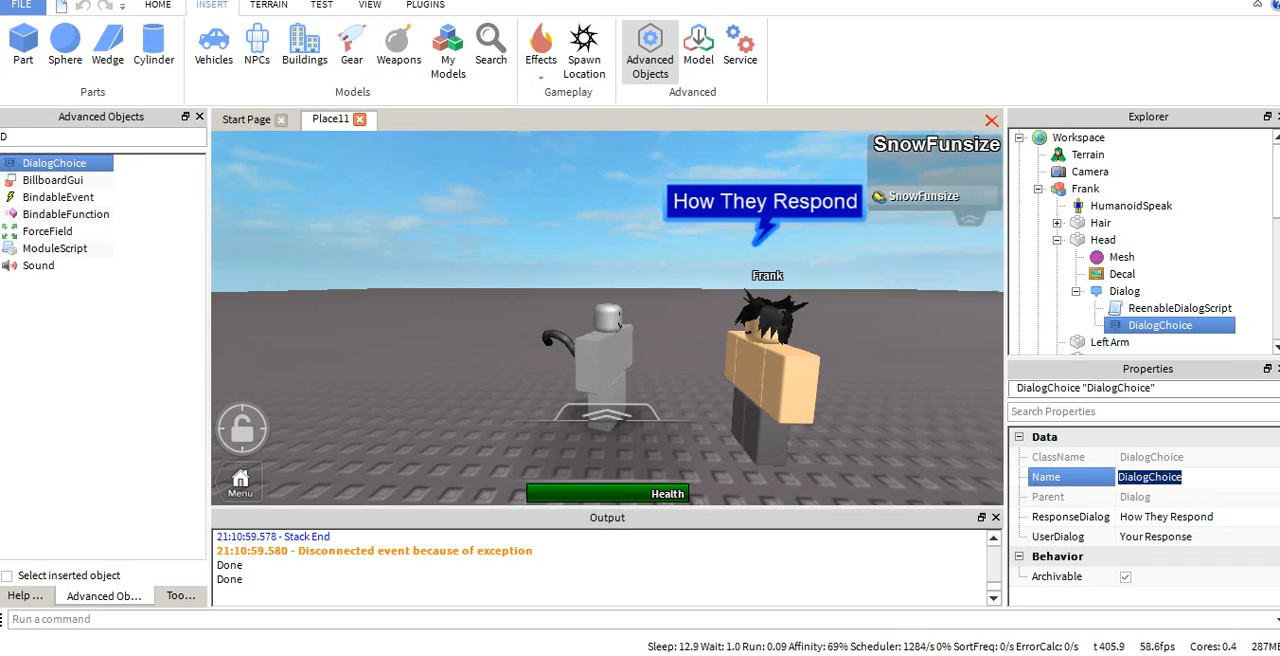 FILE HOME INSERT TERRAIN TEST VIEW PLUGINS
Part Sphere Wedge Cylinder Vehicles NPCs Buildings Gear Weapons My Models Search Effects Spawn Location Advanced Objects Model Service
Parts Models Gameplay Advanced
Advanced Objects
D
DialogChoice
BillboardGui
BindableEvent
BindableFunction
ForceField
ModuleScript
Sound
Select inserted object
Help ... Advanced Ob... Too...
Start Page Place11
SnowFunsize
SnowFunsize
How They Respond
Frank
Menu
Health
Output
21:10:59.578 - Stack End
21:10:59.580 - Disconnected event because of exception
Done
Done
Explorer
Workspace
Terrain
Camera
Frank
HumanoidSpeak
Hair
Head
Mesh
Decal
Dialog
ReenableDialogScript
DialogChoice
Left Arm
Properties
DialogChoice "DialogChoice"
Search Properties
Data
ClassName DialogChoice
Name DialogChoice
Parent Dialog
ResponseDialog How They Respond
UserDialog Your Response
Behavior
Archivable
Run a command
Sleep: 12.9 Wait: 1.0 Run: 0.09 Affinity: 69% Scheduler: 1284/s 0% SortFreq: 0/s ErrorCalc: 0/s t 405.9 58.6fps Cores: 0.4 287MB